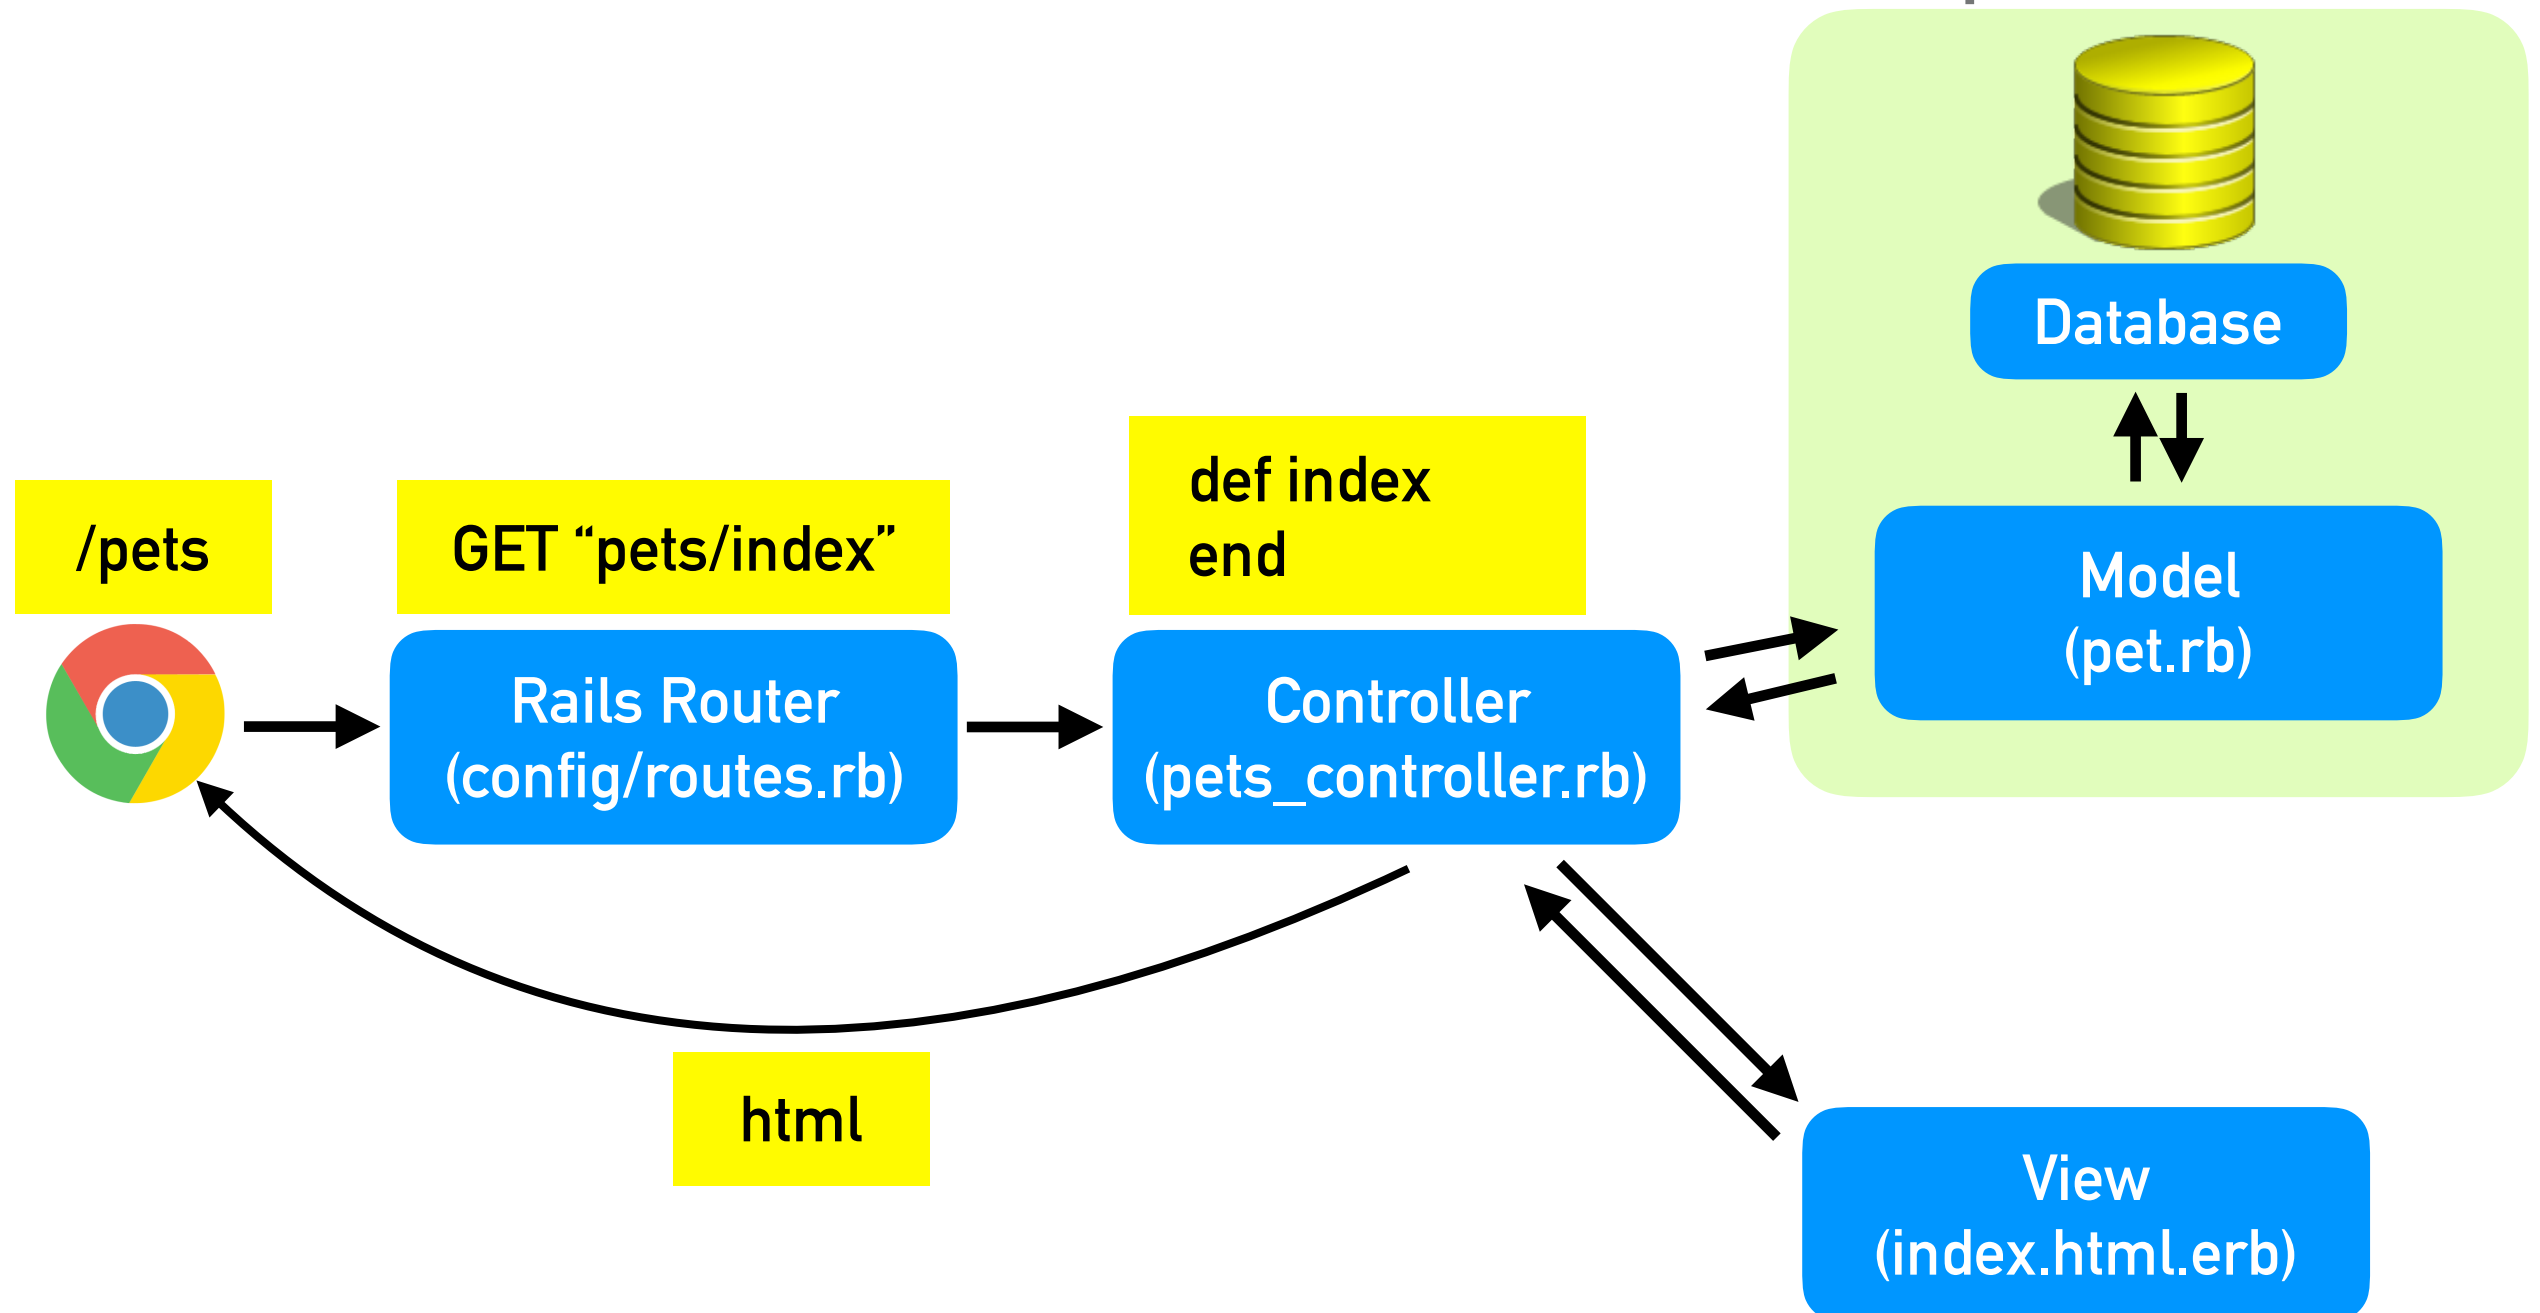 Database
def index
end
/pets
GET “pets/index”
Model
(pet.rb)
Rails Router
(config/routes.rb)
Controller
(pets_controller.rb)
html
View
(index.html.erb)